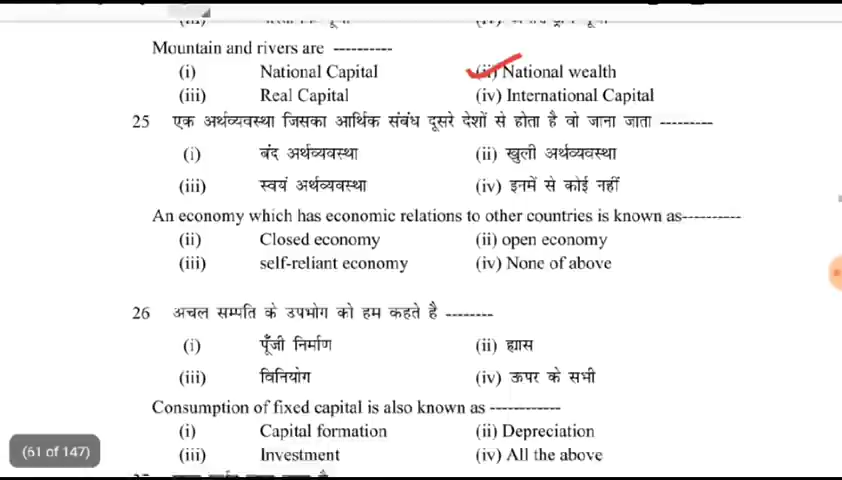 (iii)
Mountain and rivers are ----------
(i) National Capital (ii) National wealth
(iii) Real Capital (iv) International Capital
25 एक अर्थव्यवस्था जिसका आर्थिक संबंध दूसरे देशों से होता है वो जाना जाता ---------
(i) बंद अर्थव्यवस्था (ii) खुली अर्थव्यवस्था
(iii) स्वयं अर्थव्यवस्था (iv) इनमें से कोई नहीं
An economy which has economic relations to other countries is known as----------
(ii) Closed economy (ii) open economy
(iii) self-reliant economy (iv) None of above
26 अचल सम्पति के उपभोग को हम कहते है --------
(i) पूँजी निर्माण (ii) ह्यास
(iii) विनियोग (iv) ऊपर के सभी
Consumption of fixed capital is also known as ------------
(i) Capital formation (ii) Depreciation
(iii) Investment (iv) All the above
(61 of 147)